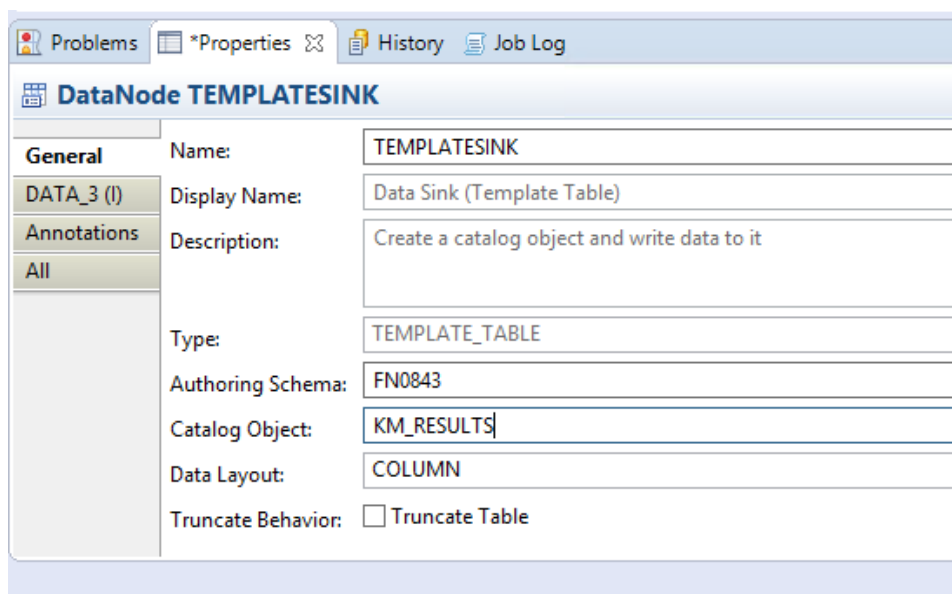 Problems *Properties History Job Log
DataNode TEMPLATESINK
General
DATA_3 (I)
Annotations
All
Name: TEMPLATESINK
Display Name: Data Sink (Template Table)
Description: Create a catalog object and write data to it
Type: TEMPLATE_TABLE
Authoring Schema: FN0843
Catalog Object: KM_RESULTS
Data Layout: COLUMN
Truncate Behavior: Truncate Table